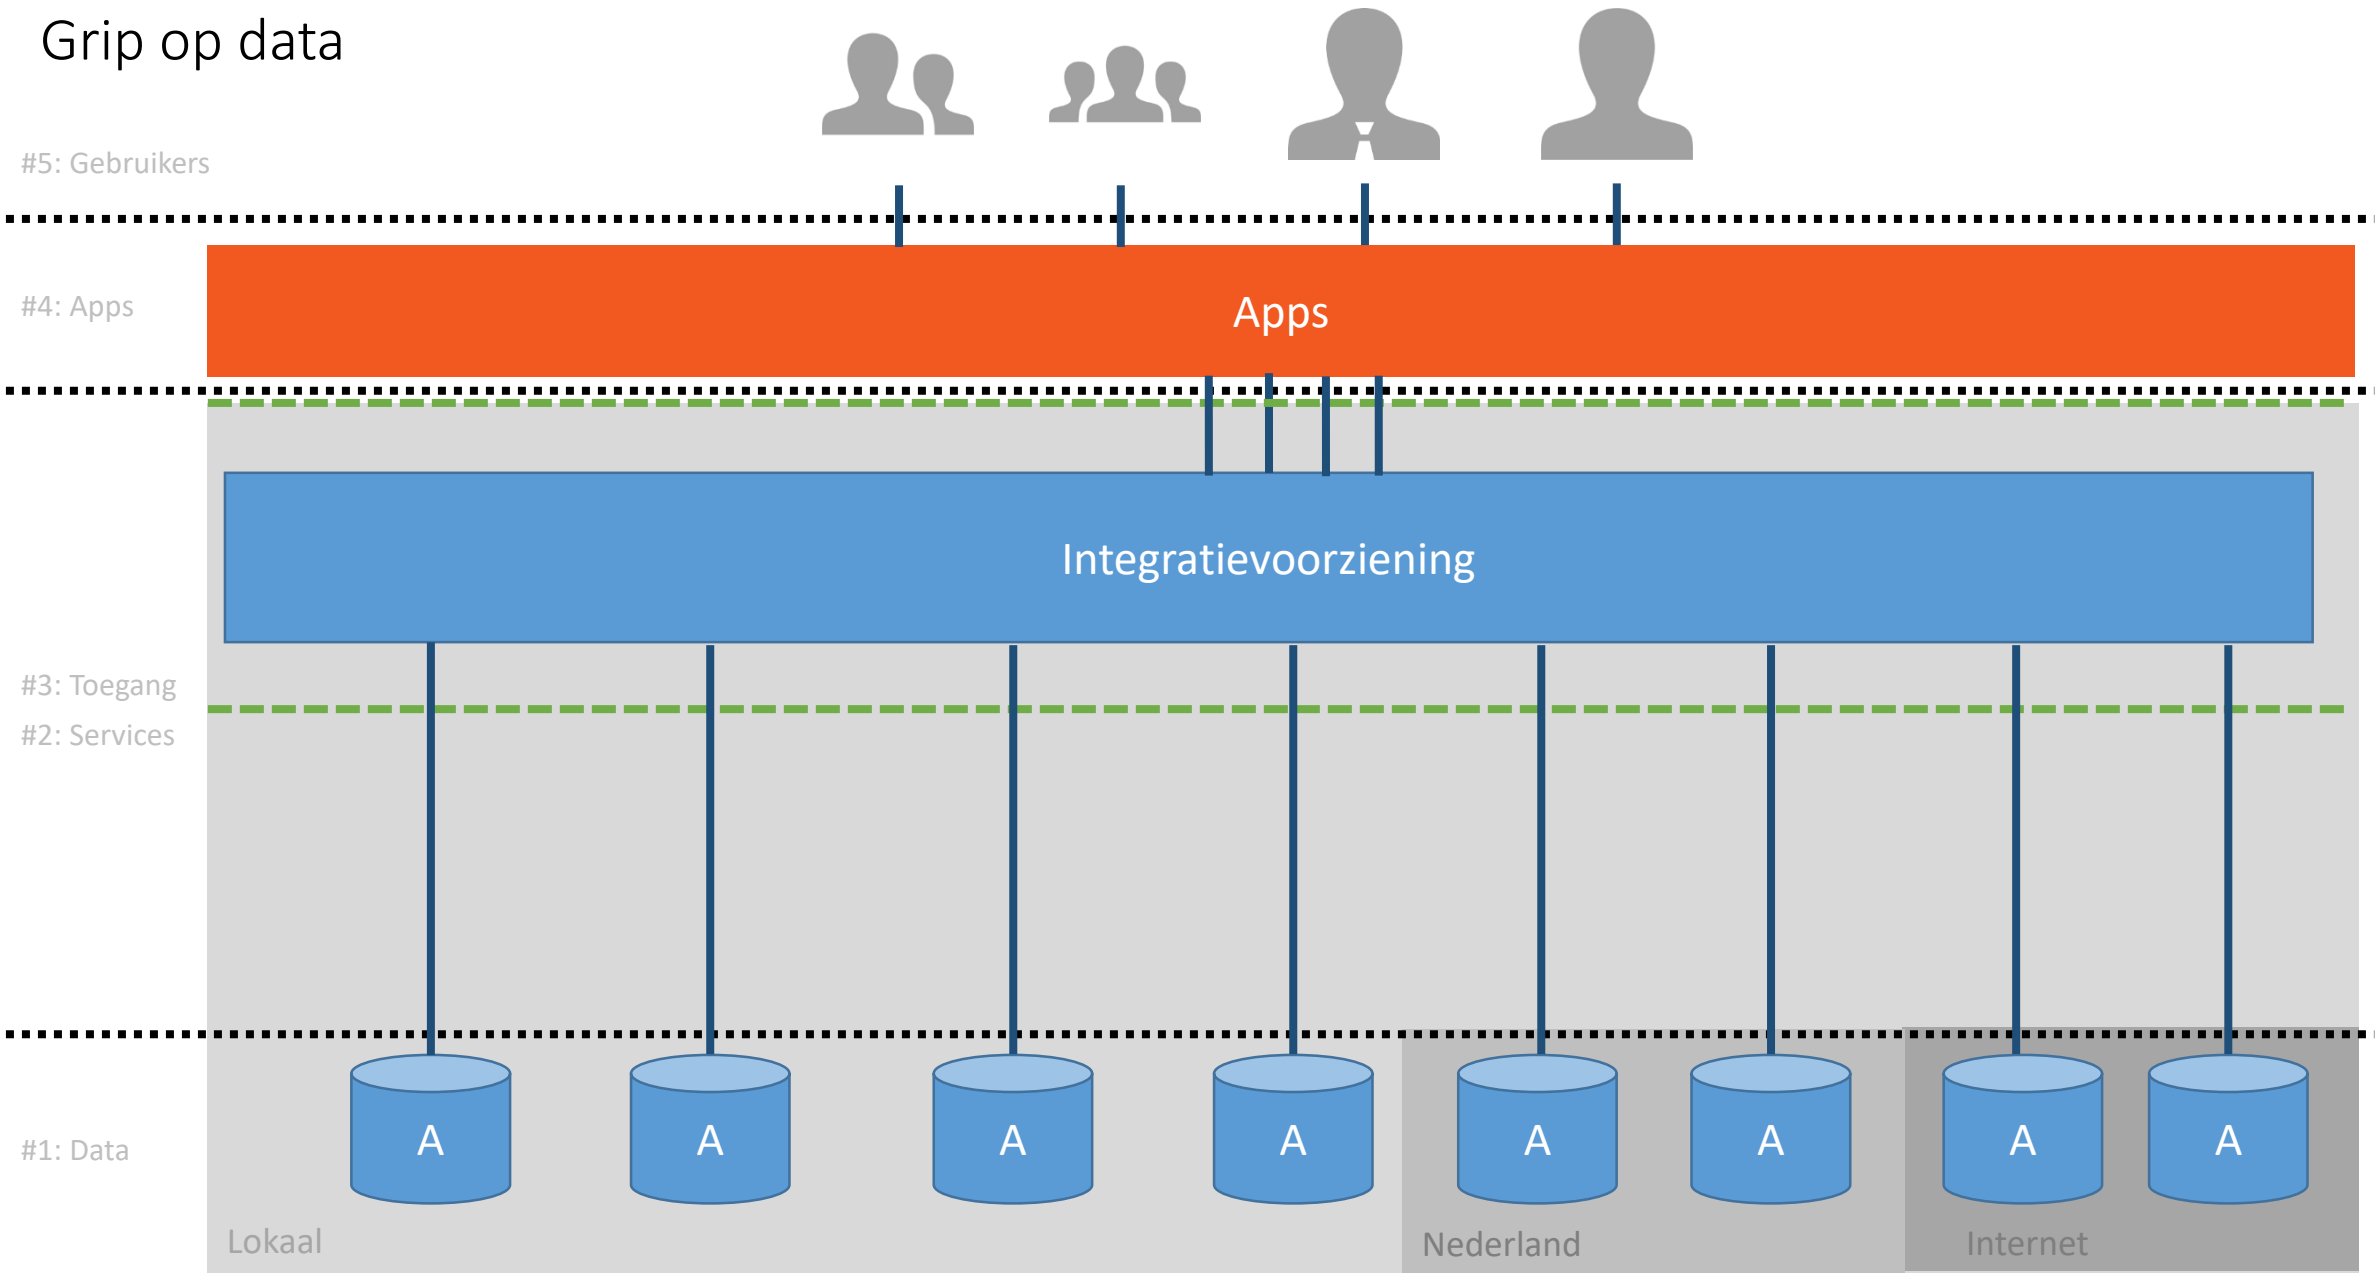 Grip op data
#5: Gebruikers
#4: Apps
Apps
Integratievoorziening
#3: Toegang
#2: Services
#1: Data
A A A A A A A A
Lokaal
Nederland
Internet